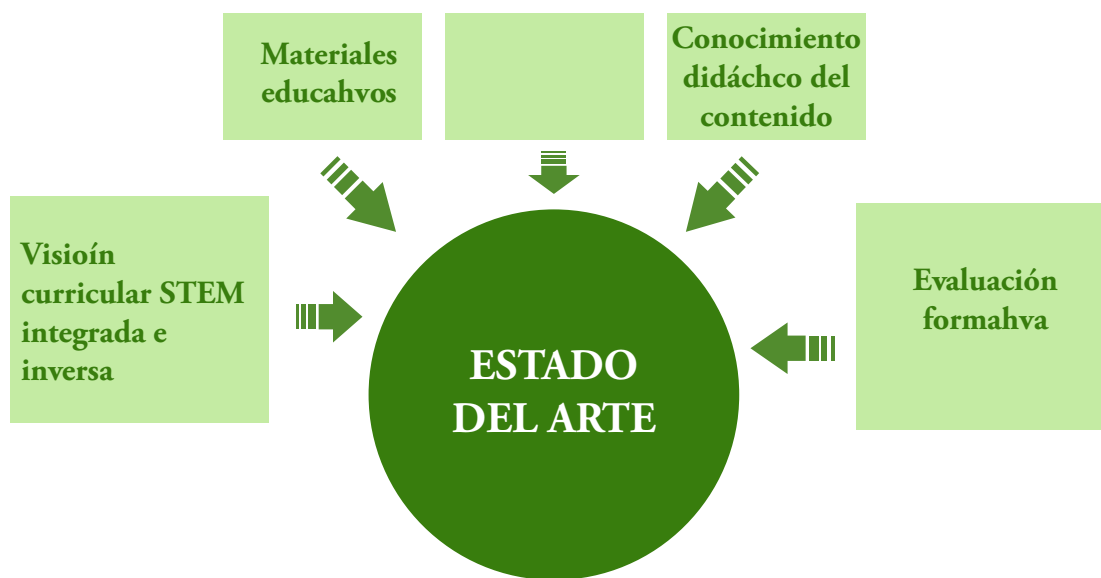 Materiales
educahvos
Conocimiento
didáchco del
contenido
Visioín
curricular STEM
integrada e
inversa
Evaluación
formahva
ESTADO
DEL ARTE